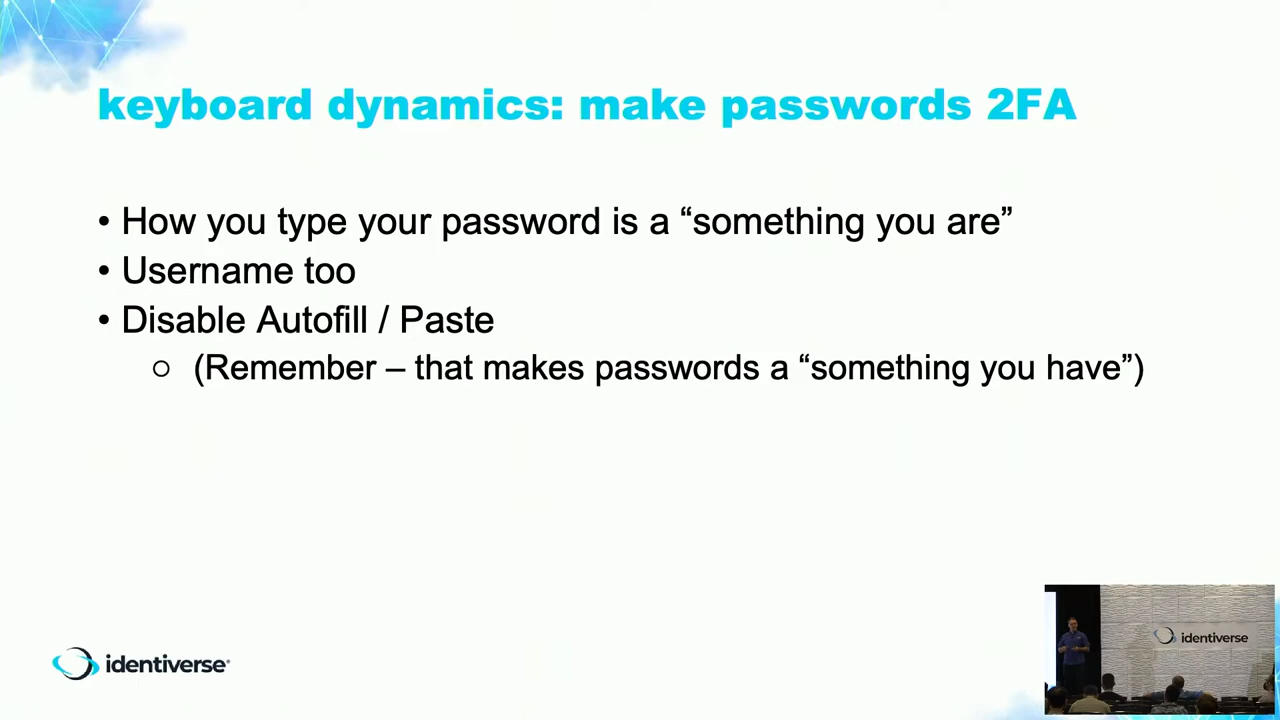 keyboard dynamics: make passwords 2FA
• How you type your password is a “something you are”
• Username too
• Disable Autofill / Paste
○ (Remember – that makes passwords a “something you have”)
identiverse®
identiverse